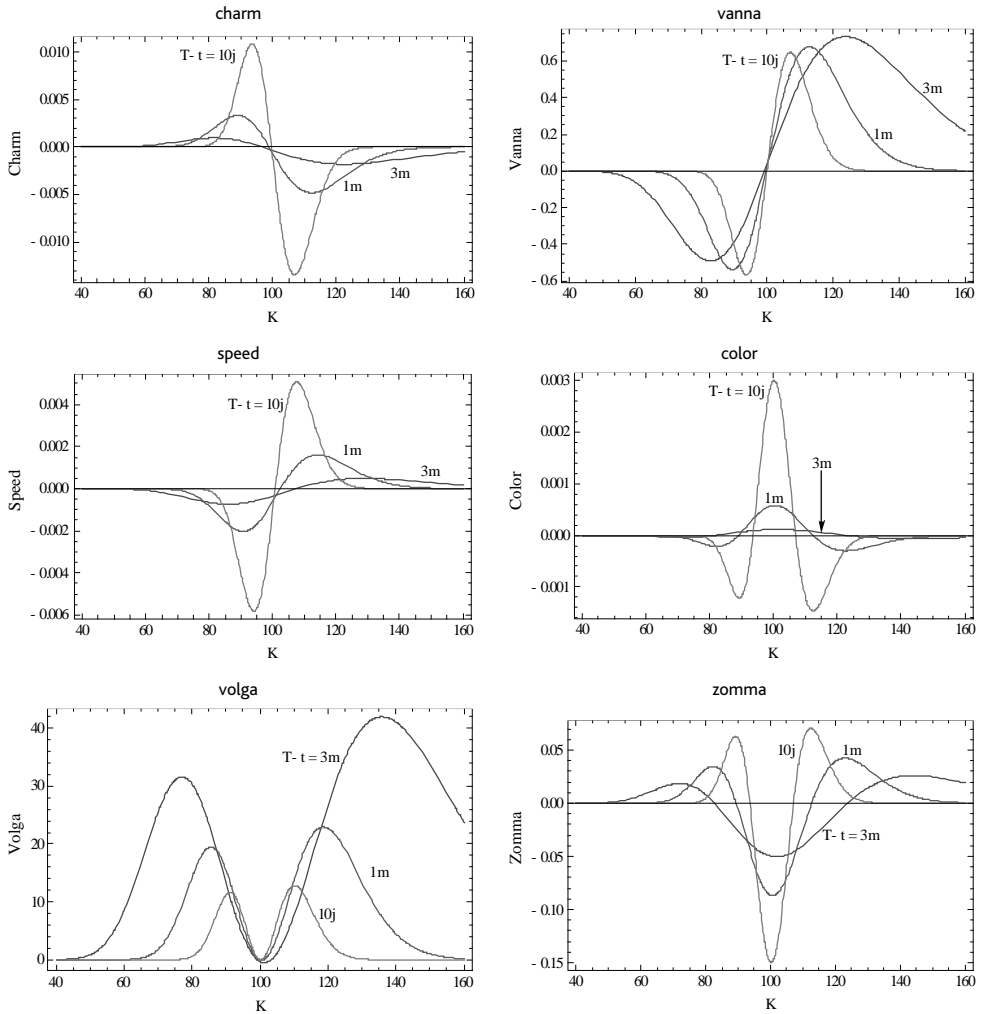 charm
T- t = 10j
1m
3m
0.010
0.005
0.000
- 0.005
- 0.010
Charm
40 60 80 100 120 140 160
K
vanna
T- t = 10j
3m
1m
0.6
0.4
0.2
0.0
- 0.2
- 0.4
- 0.6
Vanna
40 60 80 100 120 140 160
K
speed
T- t = 10j
1m
3m
0.004
0.002
0.000
- 0.002
- 0.004
- 0.006
Speed
40 60 80 100 120 140 160
K
color
T- t = 10j
3m
1m
0.003
0.002
0.001
0.000
- 0.001
Color
40 60 80 100 120 140 160
K
volga
T- t = 3m
1m
10j
40
30
20
10
0
Volga
40 60 80 100 120 140 160
K
zomma
10j
1m
T- t = 3m
0.05
0.00
- 0.05
- 0.10
- 0.15
Zomma
40 60 80 100 120 140 160
K